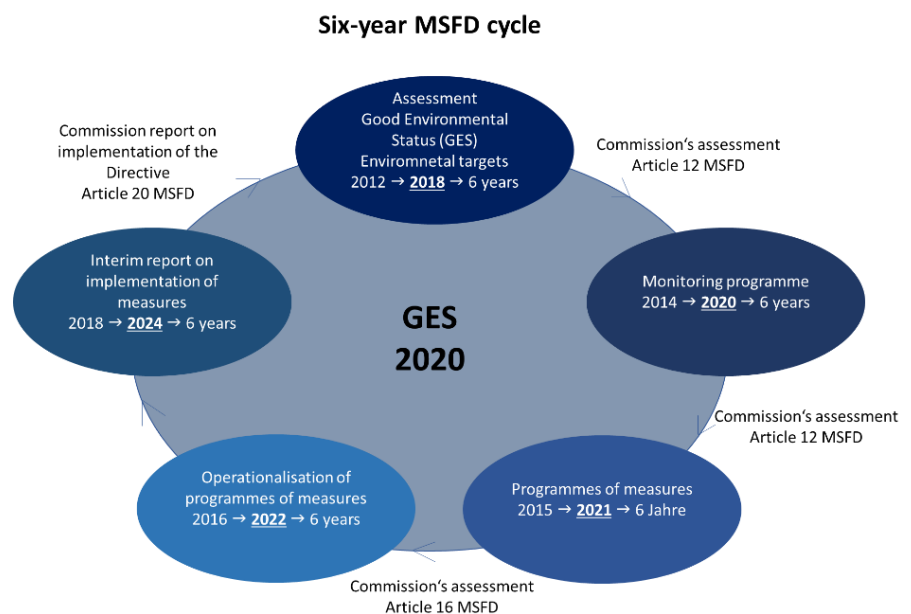 Six-year MSFD cycle
Assessment
Good Environmental
Status (GES)
Enviromnetal targets
2012 → 2018 → 6 years
Commission report on
implementation of the
Directive
Article 20 MSFD
Commission‘s assessment
Article 12 MSFD
Interim report on
implementation of
measures
2018 → 2024 → 6 years
Monitoring programme
2014 → 2020 → 6 years
GES
2020
Commission‘s assessment
Article 12 MSFD
Operationalisation of
programmes of measures
2016 → 2022 → 6 years
Programmes of measures
2015 → 2021 → 6 Jahre
Commission‘s assessment
Article 16 MSFD